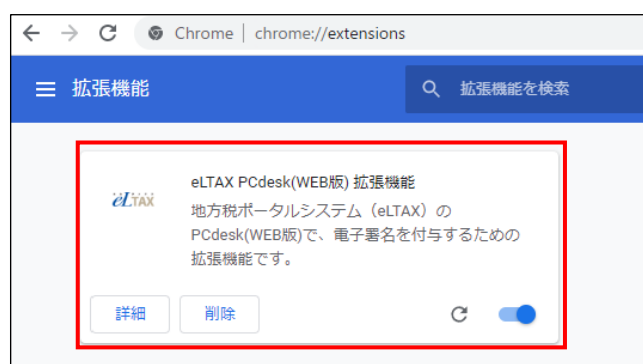 Chrome | chrome://extensions
拡張機能
拡張機能を検索
eLTAX
eLTAX PCdesk(WEB版) 拡張機能
地方税ポータルシステム（eLTAX）の
PCdesk(WEB版)で、電子署名を付与するための
拡張機能です。
詳細
削除